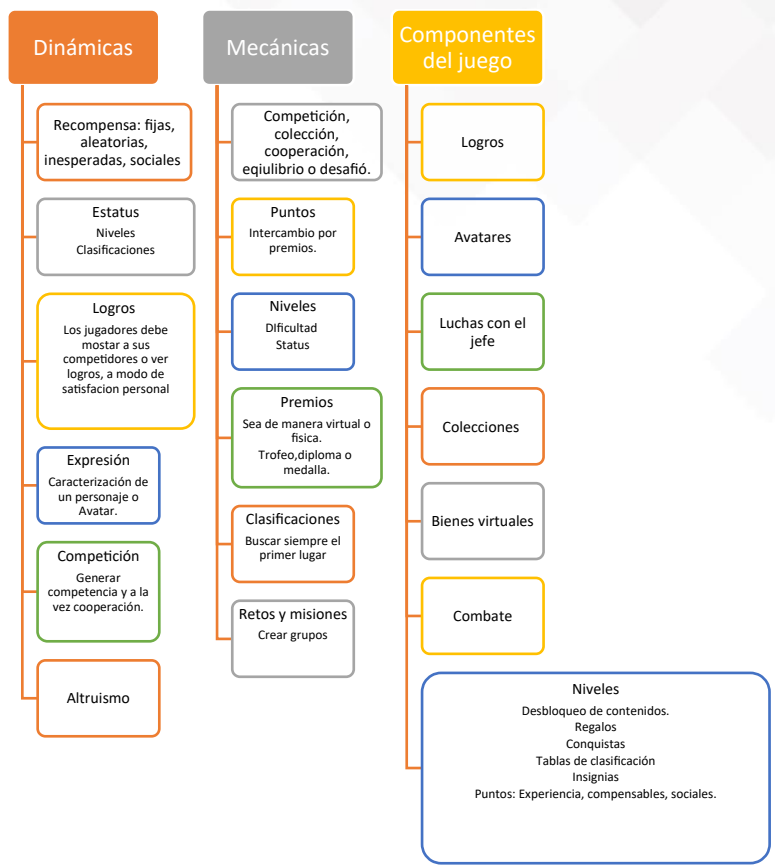 Dinámicas
Recompensa: fijas,
aleatorias,
inesperadas, sociales
Estatus
Niveles
Clasificaciones
Logros
Los jugadores debe
mostar a sus
competidores o ver
logros, a modo de
satisfacion personal
Expresión
Caracterización de
un personaje o
Avatar.
Competición
Generar
competencia y a la
vez cooperación.
Altruismo
Mecánicas
Competición,
colección,
cooperación,
eqiulibrio o desafió.
Puntos
Intercambio por
premios.
Niveles
DIficultad
Status
Premios
Sea de manera virtual o
fisica.
Trofeo,diploma o
medalla.
Clasificaciones
Buscar siempre el
primer lugar
Retos y misiones
Crear grupos
Componentes
del juego
Logros
Avatares
Luchas con el
jefe
Colecciones
Bienes virtuales
Combate
Niveles
Desbloqueo de contenidos.
Regalos
Conquistas
Tablas de clasificación
Insignias
Puntos: Experiencia, compensables, sociales.